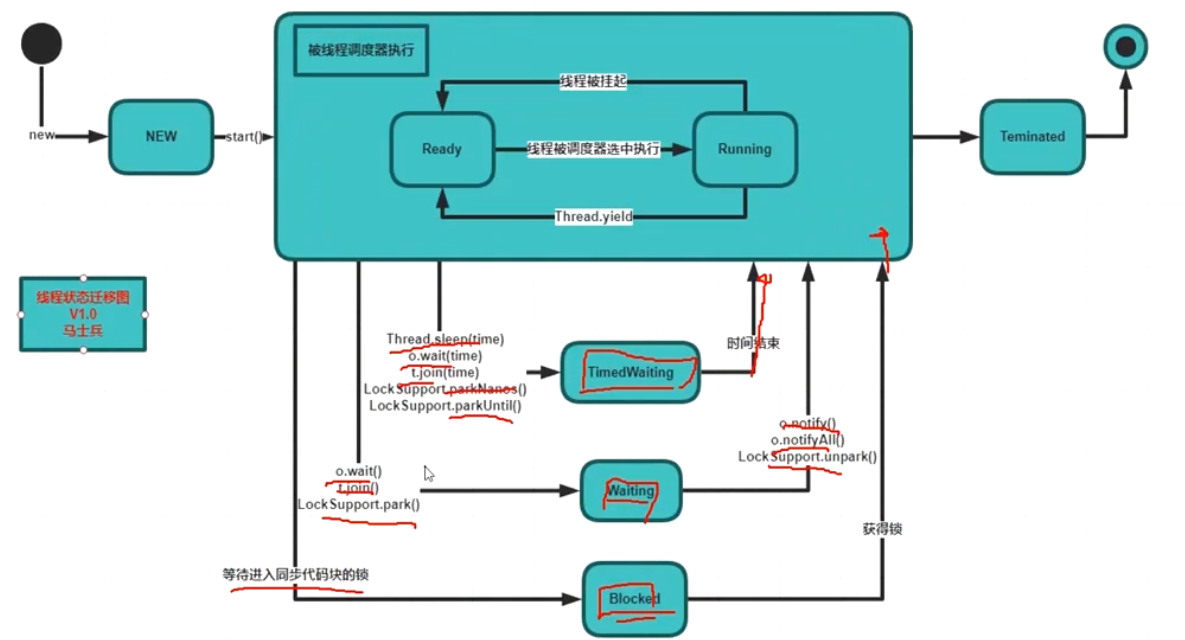 被线程调度器执行
线程被挂起
new
NEW
start()
Ready
线程被调度器选中执行
Running
Teminated
Thread.yield
线程状态迁移图
V1.0
马士兵
Thread.sleep(time)
o.wait(time)
t.join(time)
LockSupport.parkNanos()
LockSupport.parkUntil()
TimedWaiting
时间结束
o.notify()
o.notifyAll()
LockSupport.unpark()
o.wait()
t.join()
LockSupport.park()
Waiting
获得锁
等待进入同步代码块的锁
Blocked